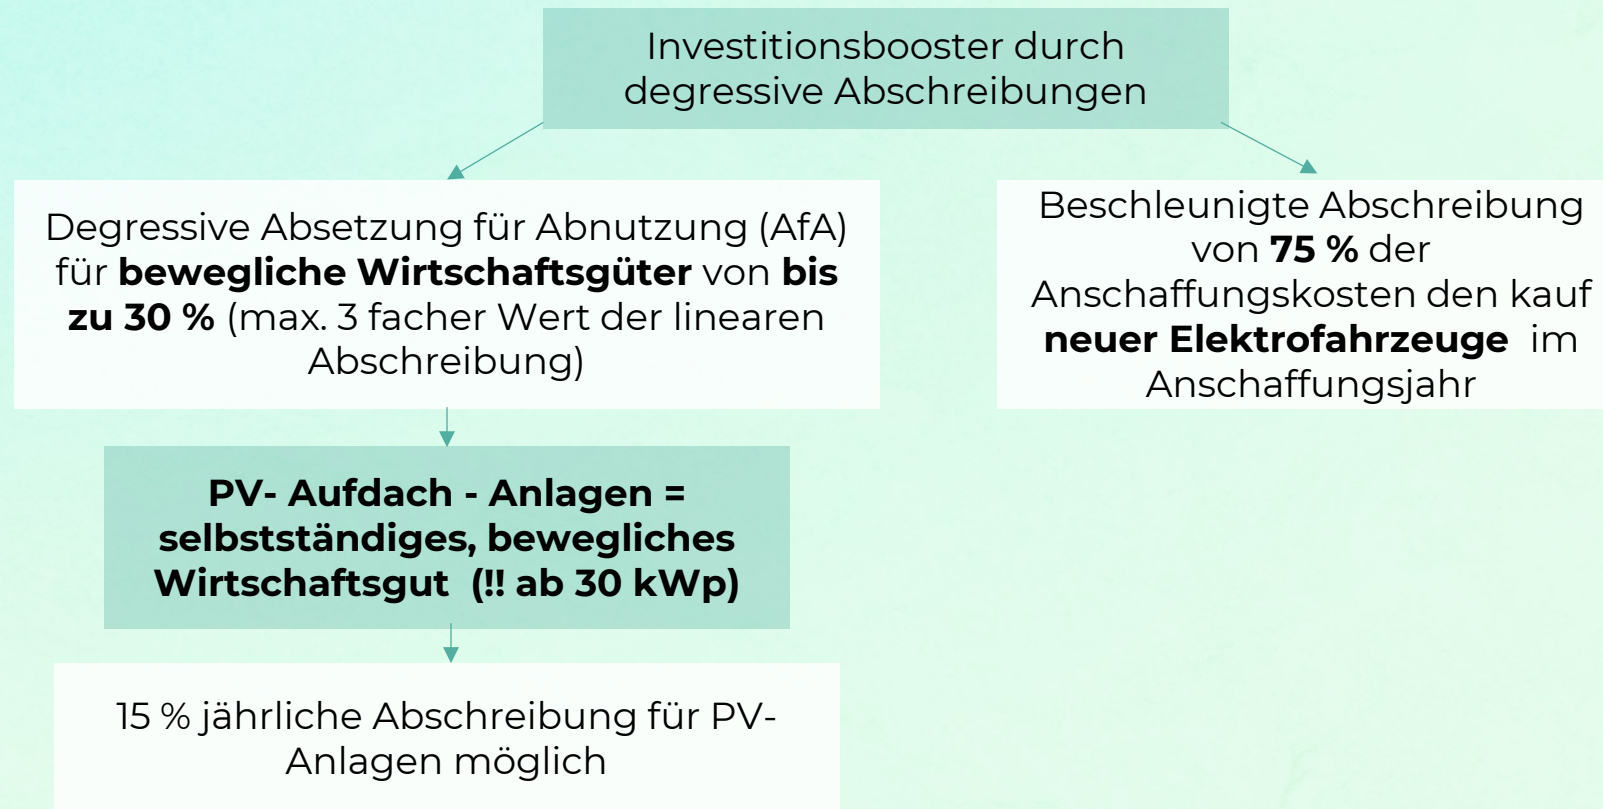 Investitionsbooster durch
degressive Abschreibungen
Degressive Absetzung für Abnutzung (AfA)
für bewegliche Wirtschaftsgüter von bis
zu 30 % (max. 3 facher Wert der linearen
Abschreibung)
Beschleunigte Abschreibung
von 75 % der
Anschaffungskosten den kauf
neuer Elektrofahrzeuge im
Anschaffungsjahr
PV- Aufdach - Anlagen =
selbstständiges, bewegliches
Wirtschaftsgut (!! ab 30 kWp)
15 % jährliche Abschreibung für PV-
Anlagen möglich